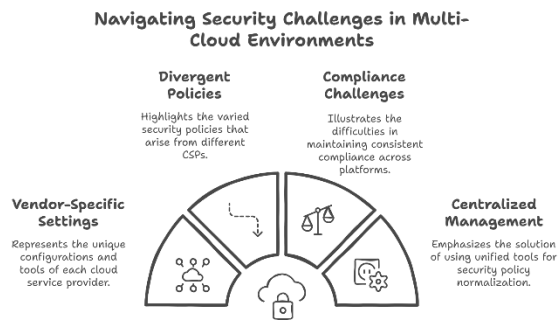 Navigating Security Challenges in Multi-
Cloud Environments
Divergent
Policies
Highlights the varied
security policies that
arise from different
CSPs.
Compliance
Challenges
Illustrates the
difficulties in
maintaining consistent
compliance across
platforms.
Vendor-Specific
Settings
Represents the unique
configurations and
tools of each cloud
service provider.
Centralized
Management
Emphasizes the solution
of using unified tools for
security policy
normalization.